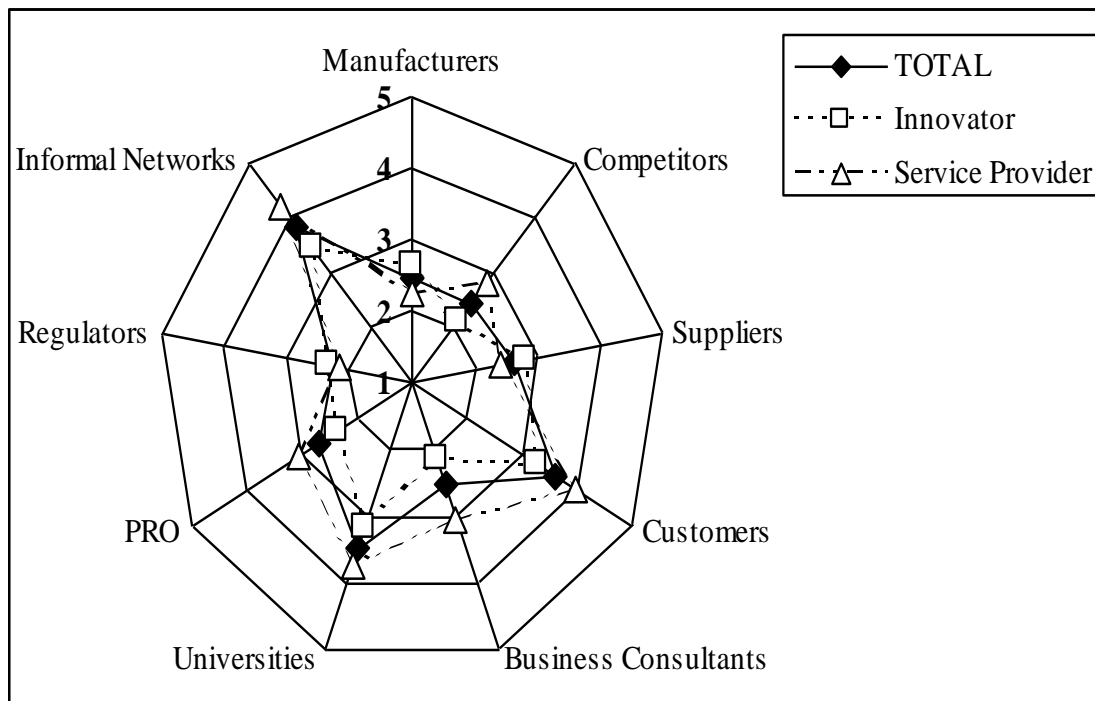 Manufacturers
5
Informal Networks
Competitors
4
3
Regulators
2
Suppliers
1
PRO
Customers
Universities
Business Consultants
TOTAL
Innovator
Service Provider